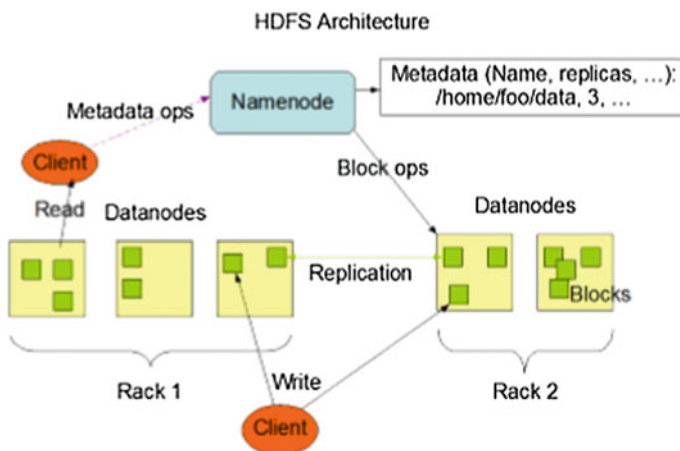 HDFS Architecture
Metadata (Name, replicas, ...):
/home/foo/data, 3, ...
Namenode
Metadata ops
Client
Block ops
Read
Datanodes
Datanodes
Replication
Blocks
Rack 1
Write
Rack 2
Client